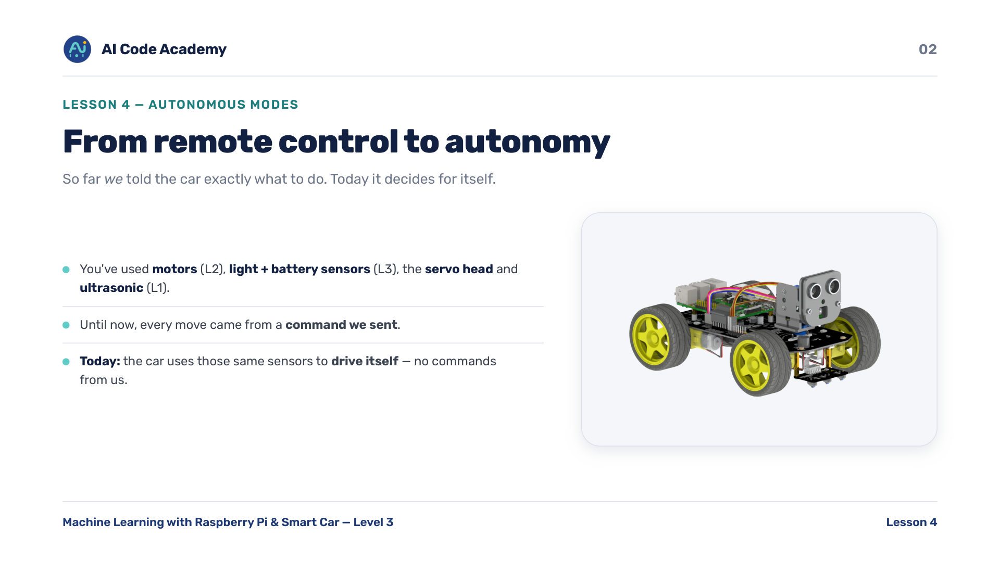 AI Code Academy
02
LESSON 4 — AUTONOMOUS MODES
From remote control to autonomy
So far we told the car exactly what to do. Today it decides for itself.
You've used motors (L2), light + battery sensors (L3), the servo head and
ultrasonic (L1).
Until now, every move came from a command we sent.
Today: the car uses those same sensors to drive itself — no commands
from us.
Machine Learning with Raspberry Pi & Smart Car — Level 3
Lesson 4